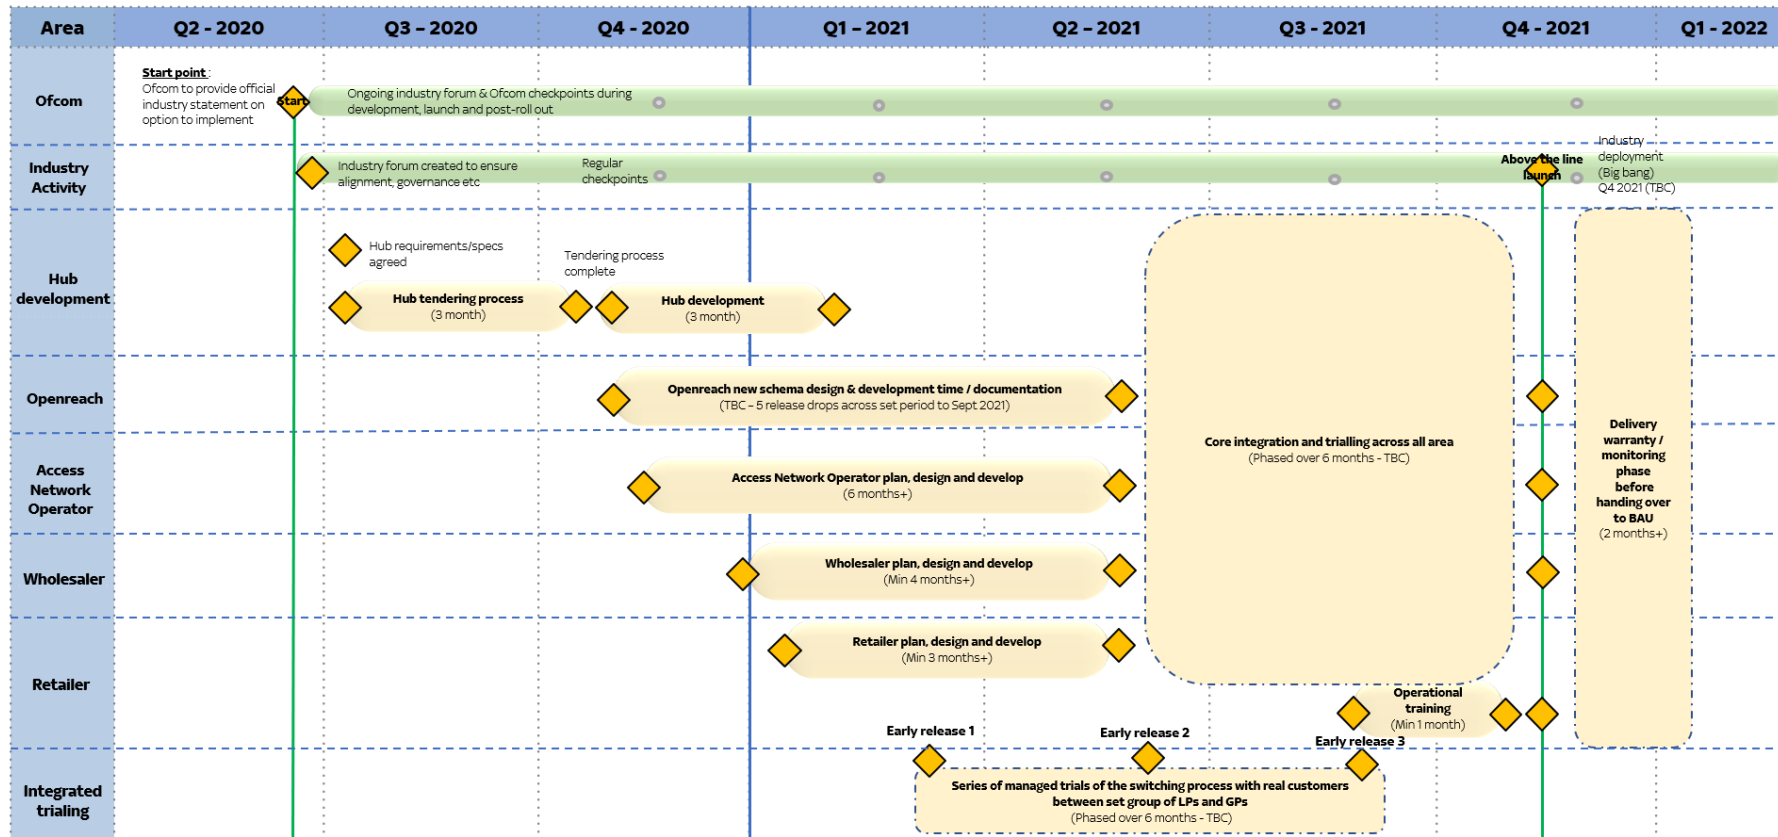 Area
Q2 - 2020
Q3 – 2020
Q4 - 2020
Q1 – 2021
Q2 – 2021
Q3 - 2021
Q4 - 2021
Q1 - 2022
Ofcom
Start point :
Ofcom to provide official
industry statement on
option to implement
Start
Ongoing industry forum & Ofcom checkpoints during
development, launch and post-roll out
Industry
Activity
Industry forum created to ensure
alignment, governance etc
Regular
checkpoints
Above the line
launch
Industry
deployment
(Big bang)
Q4 2021 (TBC)
Hub
development
Hub requirements/specs
agreed
Hub tendering process
(3 month)
Tendering process
complete
Hub development
(3 month)
Openreach
Openreach new schema design & development time / documentation
(TBC – 5 release drops across set period to Sept 2021)
Core integration and trialling across all area
(Phased over 6 months - TBC)
Delivery
warranty /
monitoring
phase
before
handing over
to BAU
(2 months+)
Access
Network
Operator
Access Network Operator plan, design and develop
(6 months+)
Wholesaler
Wholesaler plan, design and develop
(Min 4 months+)
Retailer
Retailer plan, design and develop
(Min 3 months+)
Operational
training
(Min 1 month)
Early release 1
Early release 2
Early release 3
Integrated
trialing
Series of managed trials of the switching process with real customers
between set group of LPs and GPs
(Phased over 6 months - TBC)